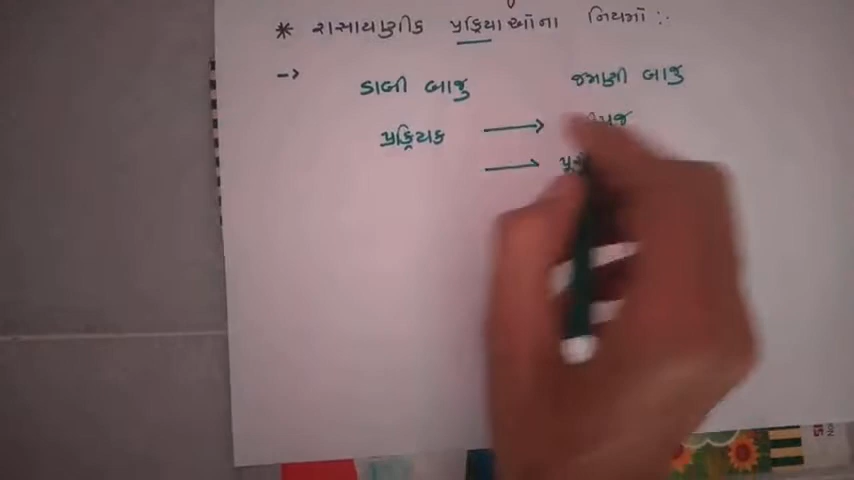 * રાસાયણીક પ્રક્રિયાઓના નિયમો :-
-> ડાબી બાજુ જમણી બાજુ
પ્રક્રિયક →
→